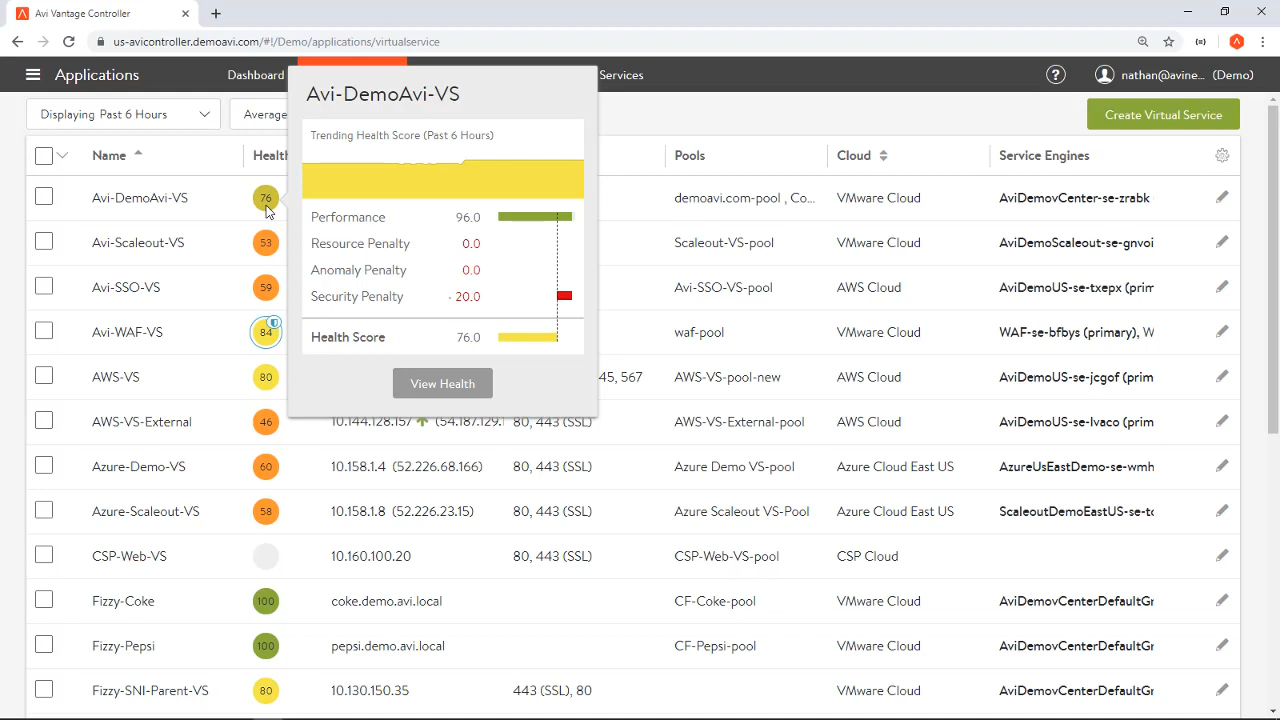 Avi Vantage Controller
us-avicontroller.demoavi.com/#!/Demo/applications/virtualservice
Applications
Dashboard
Services
nathan@avine... (Demo)
Displaying Past 6 Hours
Average
Create Virtual Service
Name
Health
Pools
Cloud
Service Engines
Avi-DemoAvi-VS
Trending Health Score (Past 6 Hours)
Performance 96.0
Resource Penalty 0.0
Anomaly Penalty 0.0
Security Penalty - 20.0
Health Score 76.0
View Health
Avi-DemoAvi-VS 76 demoavi.com-pool , Co... VMware Cloud AviDemovCenter-se-zrabk
Avi-Scaleout-VS 53 Scaleout-VS-pool VMware Cloud AviDemoScaleout-se-gnvoi
Avi-SSO-VS 59 Avi-SSO-VS-pool AWS Cloud AviDemoUS-se-txepx (prim
Avi-WAF-VS 84 waf-pool VMware Cloud WAF-se-bfbys (primary), W
AWS-VS 80 45, 567 AWS-VS-pool-new AWS Cloud AviDemoUS-se-jcgof (prim
AWS-VS-External 46 10.144.128.157 (54.187.129.1 80, 443 (SSL) AWS-VS-External-pool AWS Cloud AviDemoUS-se-lvaco (prim
Azure-Demo-VS 60 10.158.1.4 (52.226.68.166) 80, 443 (SSL) Azure Demo VS-pool Azure Cloud East US AzureUsEastDemo-se-wmh
Azure-Scaleout-VS 58 10.158.1.8 (52.226.23.15) 80, 443 (SSL) Azure Scaleout VS-Pool Azure Cloud East US ScaleoutDemoEastUS-se-tc
CSP-Web-VS 10.160.100.20 80, 443 (SSL) CSP-Web-VS-pool CSP Cloud
Fizzy-Coke 100 coke.demo.avi.local CF-Coke-pool VMware Cloud AviDemovCenterDefaultGr
Fizzy-Pepsi 100 pepsi.demo.avi.local CF-Pepsi-pool VMware Cloud AviDemovCenterDefaultGr
Fizzy-SNI-Parent-VS 80 10.130.150.35 443 (SSL), 80 VMware Cloud AviDemovCenterDefaultGr